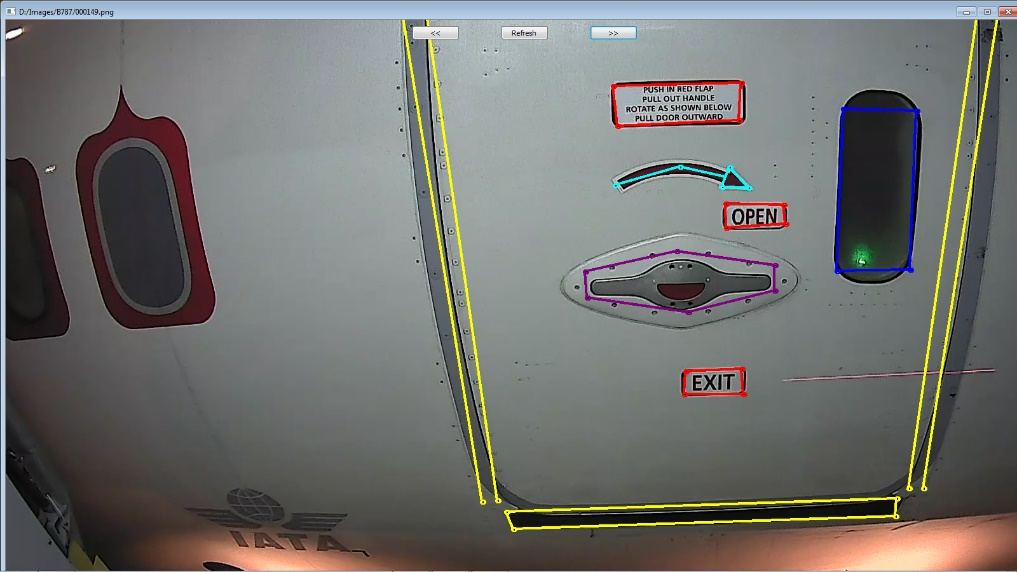 D:/Images/B787/000149.png
<<
Refresh
>>
PUSH IN RED FLAP
PULL OUT HANDLE
ROTATE AS SHOWN BELOW
PULL DOOR OUTWARD
OPEN
EXIT
IATA